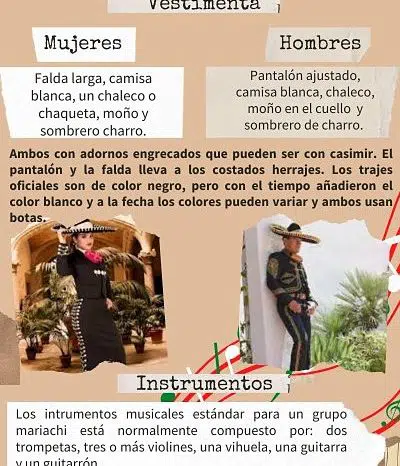 Vestimenta
Mujeres
Hombres
Falda larga, camisa
blanca, un chaleco o
chaqueta, moño y
sombrero charro.
Pantalón ajustado,
camisa blanca, chaleco,
moño en el cuello y
sombrero de charro.
Ambos con adornos engrecados que pueden ser con casimir. El
pantalón y la falda lleva a los costados herrajes. Los trajes
oficiales son de color negro, pero con el tiempo añadieron el
color blanco y a la fecha los colores pueden variar y ambos usan
botas.
Instrumentos
Los intrumentos musicales estándar para un grupo
mariachi está normalmente compuesto por: dos
trompetas, tres o más violines, una vihuela, una guitarra
y un guitarrón